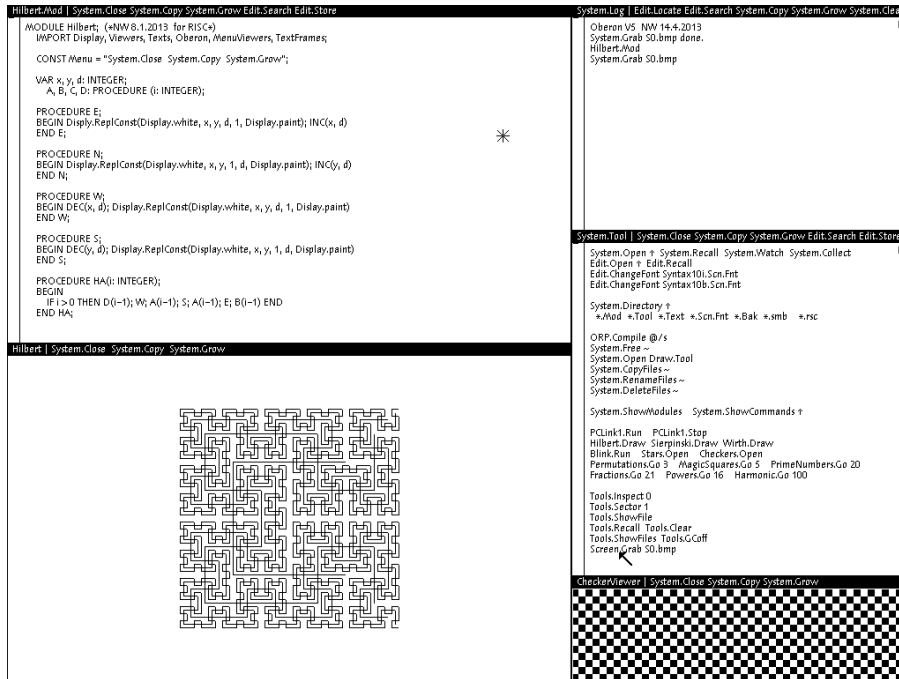 Hilbert.Mod | System.Close System.Copy System.Grow Edit.Search Edit.Store
MODULE Hilbert; (*NW 8.1.2013 for RISC*)
IMPORT Display, Viewers, Texts, Oberon, MenuViewers, TextFrames;
CONST Menu = "System.Close System.Copy System.Grow";
VAR x, y, d: INTEGER;
A, B, C, D: PROCEDURE (i: INTEGER);
PROCEDURE E;
BEGIN Disply.ReplConst(Display.white, x, y, d, 1, Display.paint); INC(x, d)
END E;
PROCEDURE N;
BEGIN Display.ReplConst(Display.white, x, y, 1, d, Display.paint); INC(y, d)
END N;
PROCEDURE W;
BEGIN DEC(x, d); Display.ReplConst(Display.white, x, y, d, 1, Dislay.paint)
END W;
PROCEDURE S;
BEGIN DEC(y, d); Display.ReplConst(Display.white, x, y, 1, d, Display.paint)
END S;
PROCEDURE HA(i: INTEGER);
BEGIN
IF i > 0 THEN D(i-1); W; A(i-1); S; A(i-1); E; B(i-1) END
END HA;
Hilbert | System.Close System.Copy System.Grow
System.Log | Edit.Locate Edit.Search System.Copy System.Grow System.Clea
Oberon V5 NW 14.4.2013
System.Grab S0.bmp done.
Hilbert.Mod
System.Grab S0.bmp
System.Tool | System.Close System.Copy System.Grow Edit.Search Edit.Store
System.Open ↑ System.Recall System.Watch System.Collect
Edit.Open ↑ Edit.Recall
Edit.ChangeFont Syntax10i.Scn.Fnt
Edit.ChangeFont Syntax10b.Scn.Fnt
System.Directory ↑
*.Mod *.Tool *.Text *.Scn.Fnt *.Bak *.smb *.rsc
ORP.Compile @/s
System.Free ~
System.Open Draw.Tool
System.CopyFiles ~
System.RenameFiles ~
System.DeleteFiles ~
System.ShowModules System.ShowCommands ↑
PCLink1.Run PCLink1.Stop
Hilbert.Draw Sierpinski.Draw Wirth.Draw
Blink.Run Stars.Open Checkers.Open
Permutations.Go 3 MagicSquares.Go 5 PrimeNumbers.Go 20
Fractions.Go 21 Powers.Go 16 Harmonic.Go 100
Tools.Inspect 0
Tools.Sector 1
Tools.ShowFile
Tools.Recall Tools.Clear
Tools.ShowFiles Tools.GCoff
Screen.Grab S0.bmp
CheckerViewer | System.Close System.Copy System.Grow